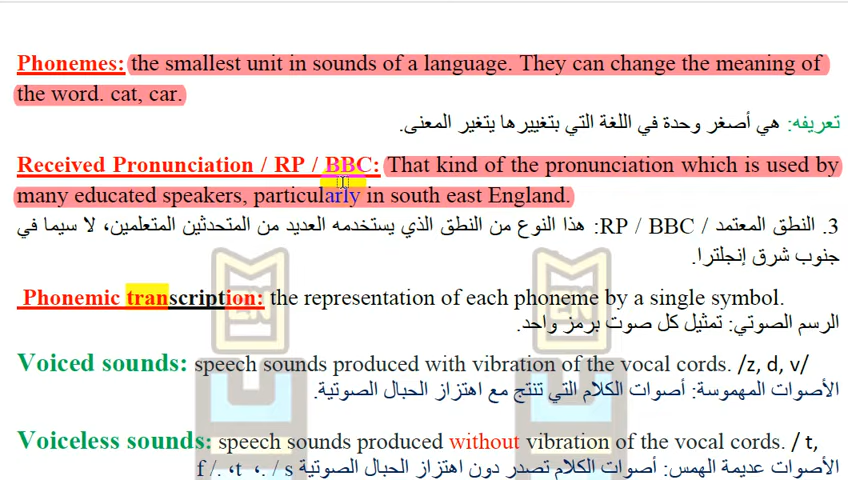 Phonemes: the smallest unit in sounds of a language. They can change the meaning of
the word. cat, car.
تعريفه: هي أصغر وحدة في اللغة التي بتغييرها يتغير المعنى.
Received Pronunciation / RP / BBC: That kind of the pronunciation which is used by
many educated speakers, particularly in south east England.
3. النطق المعتمد / RP / BBC: هذا النوع من النطق الذي يستخدمه العديد من المتحدثين المتعلمين، لا سيما في
جنوب شرق إنجلترا.
Phonemic transcription: the representation of each phoneme by a single symbol.
الرسم الصوتي: تمثيل كل صوت برمز واحد.
Voiced sounds: speech sounds produced with vibration of the vocal cords. /z, d, v/
الأصوات المهموسة: أصوات الكلام التي تنتج مع اهتزاز الحبال الصوتية.
Voiceless sounds: speech sounds produced without vibration of the vocal cords. / t,
الأصوات عديمة الهمس: أصوات الكلام تصدر دون اهتزاز الحبال الصوتية f /. ،t ،. / s